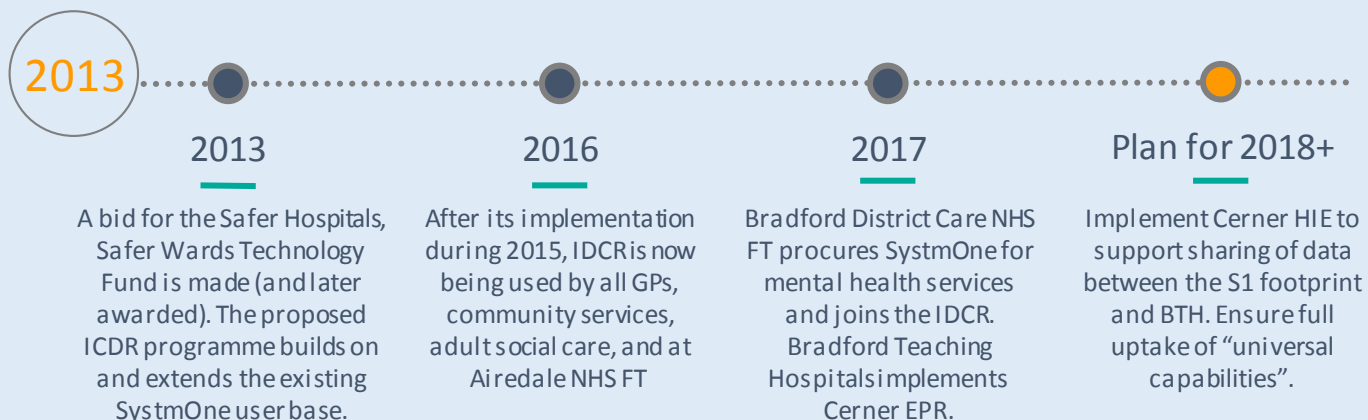 2013
2013
A bid for the Safer Hospitals,
Safer Wards Technology
Fund is made (and later
awarded). The proposed
ICDR programme builds on
and extends the existing
SystmOne user base.
2016
After its implementation
during 2015, IDCR is now
being used by all GPs,
community services,
adult social care, and at
Airedale NHS FT
2017
Bradford District Care NHS
FT procures SystmOne for
mental health services
and joins the IDCR.
Bradford Teaching
Hospitals implements
Cerner EPR.
Plan for 2018+
Implement Cerner HIE to
support sharing of data
between the S1 footprint
and BTH. Ensure full
uptake of “universal
capabilities”.